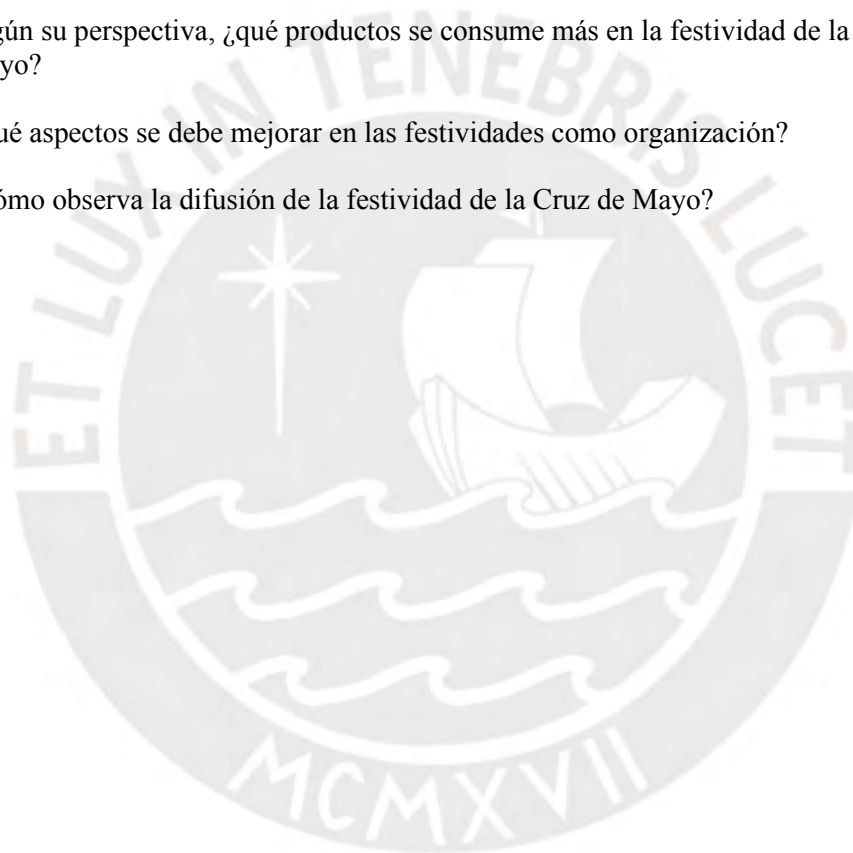 gún su perspectiva, ¿qué productos se consume más en la festividad de la
yo?
ué aspectos se debe mejorar en las festividades como organización?
ómo observa la difusión de la festividad de la Cruz de Mayo?
ET LUX IN TENEBRIS LUCET
MCMXVII